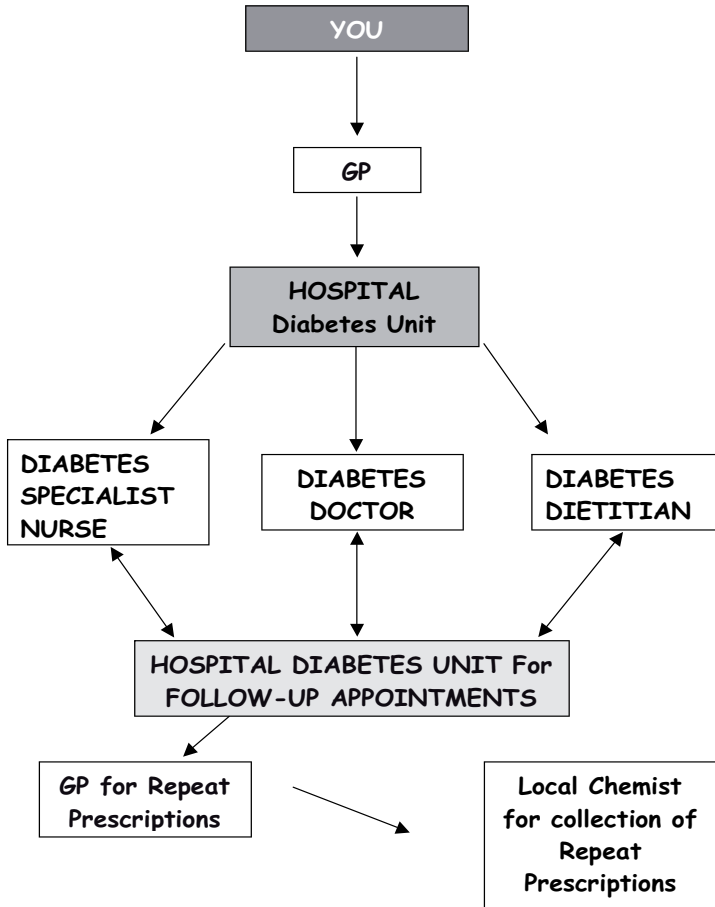 YOU
GP
HOSPITAL
Diabetes Unit
DIABETES
SPECIALIST
NURSE
DIABETES
DOCTOR
DIABETES
DIETITIAN
HOSPITAL DIABETES UNIT For
FOLLOW-UP APPOINTMENTS
GP for Repeat
Prescriptions
Local Chemist
for collection of
Repeat
Prescriptions